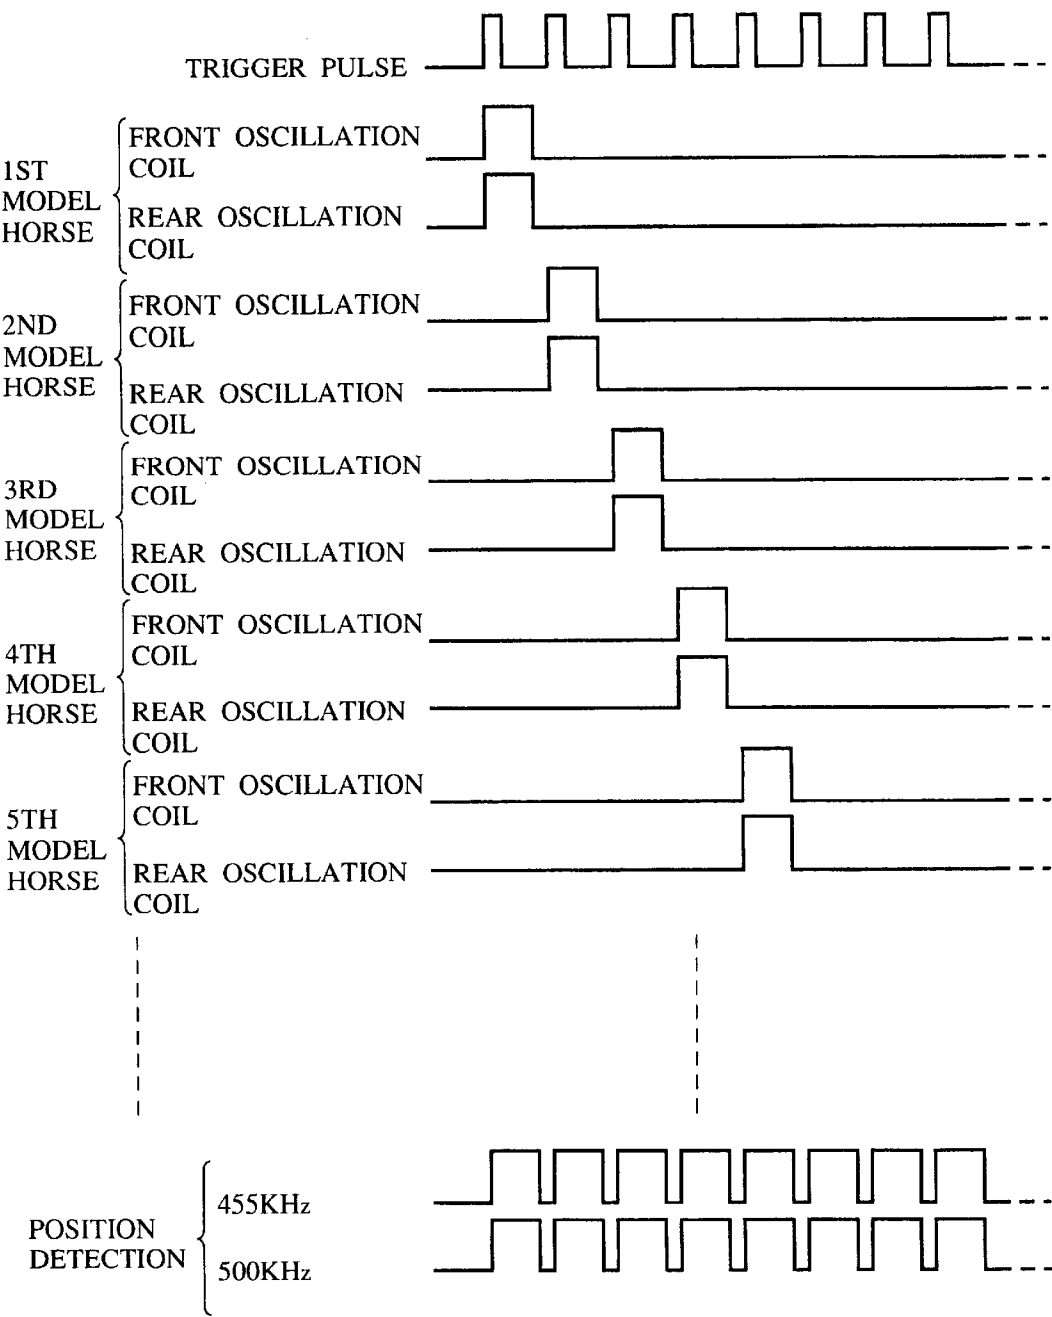 TRIGGER PULSE
1ST
MODEL
HORSE
FRONT OSCILLATION
COIL
REAR OSCILLATION
COIL
2ND
MODEL
HORSE
FRONT OSCILLATION
COIL
REAR OSCILLATION
COIL
3RD
MODEL
HORSE
FRONT OSCILLATION
COIL
REAR OSCILLATION
COIL
4TH
MODEL
HORSE
FRONT OSCILLATION
COIL
REAR OSCILLATION
COIL
5TH
MODEL
HORSE
FRONT OSCILLATION
COIL
REAR OSCILLATION
COIL
POSITION
DETECTION
455KHz
500KHz